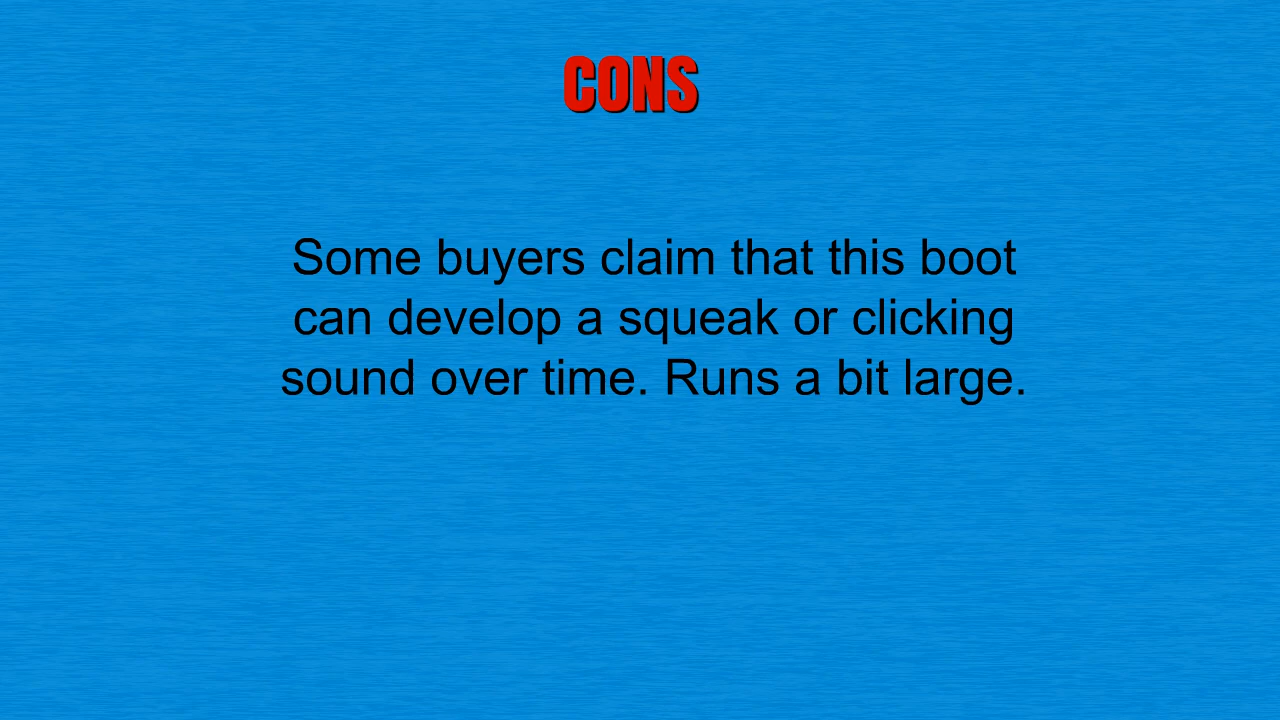 CONS
Some buyers claim that this boot
can develop a squeak or clicking
sound over time. Runs a bit large.